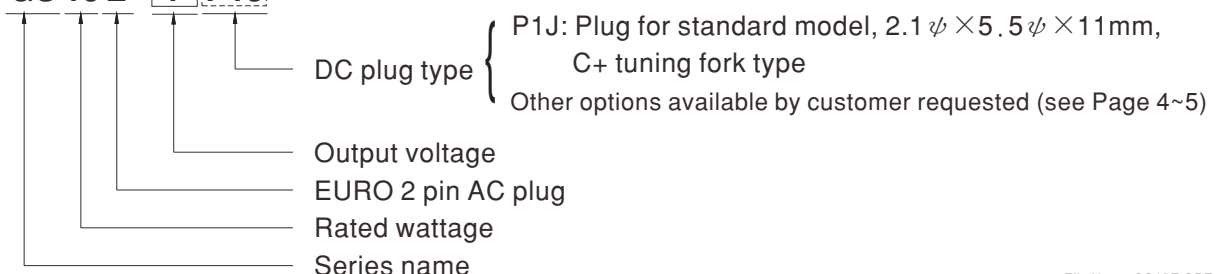 P1J: Plug for standard model, 2.1ψ×5.5ψ×11mm,
DC plug type
C+ tuning fork type
Other options available by customer requested (see Page 4~5)
Output voltage
EURO 2 pin AC plug
Rated wattage
Series name